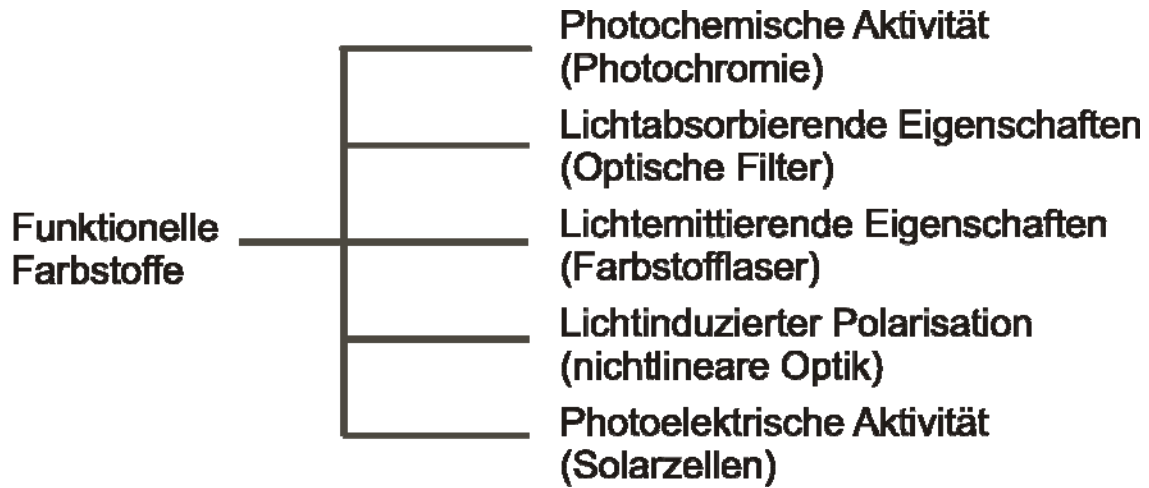 Funktionelle
Farbstoffe
Photochemische Aktivität
(Photochromie)
Lichtabsorbierende Eigenschaften
(Optische Filter)
Lichtemittierende Eigenschaften
(Farbstofflaser)
Lichtinduzierter Polarisation
(nichtlineare Optik)
Photoelektrische Aktivität
(Solarzellen)